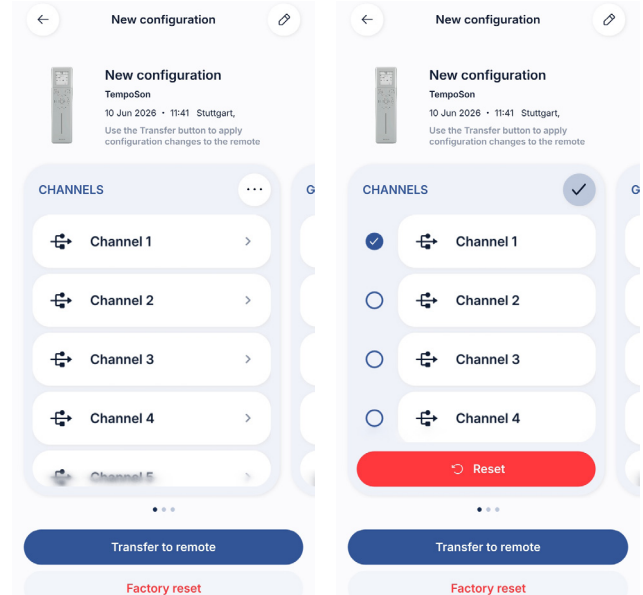 New configuration
New configuration
TempoSon
10 Jun 2026 • 11:41 Stuttgart,
Use the Transfer button to apply
configuration changes to the remote
CHANNELS
G
Channel 1
Channel 2
Channel 3
Channel 4
Channel 5
Transfer to remote
Factory reset
New configuration
New configuration
TempoSon
10 Jun 2026 • 11:41 Stuttgart,
Use the Transfer button to apply
configuration changes to the remote
CHANNELS
G
Channel 1
Channel 2
Channel 3
Channel 4
Reset
Transfer to remote
Factory reset